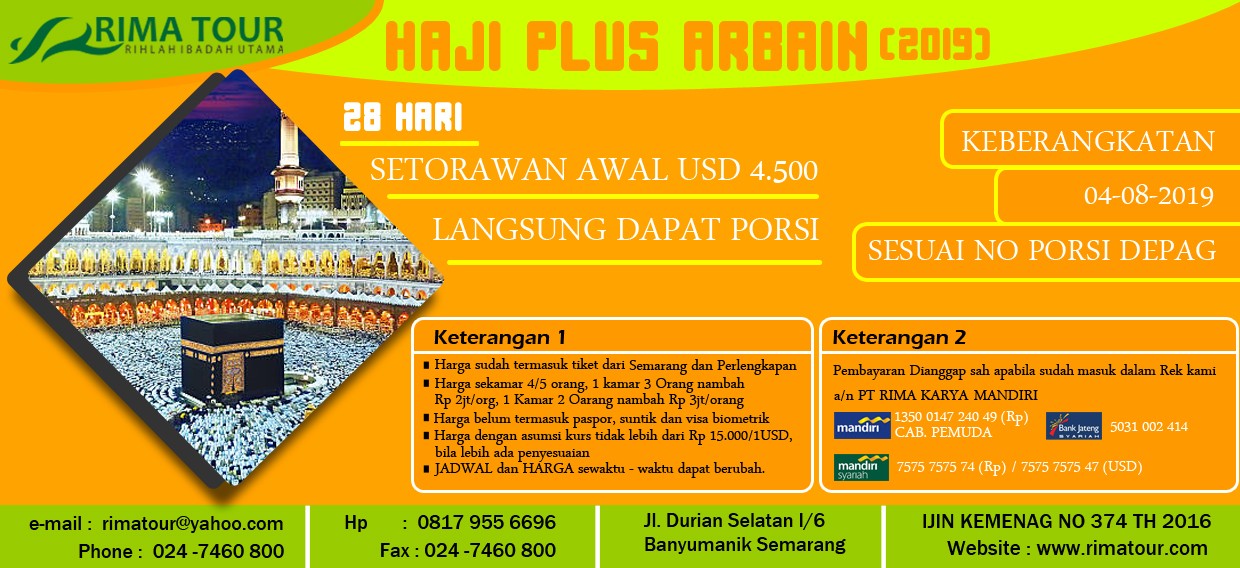 RIMA TOUR
RIHLAH IBADAH UTAMA
HAJI PLUS ARBAIN (2019)
28 HARI
SETORAWAN AWAL USD 4.500
LANGSUNG DAPAT PORSI
KEBERANGKATAN
04-08-2019
SESUAI NO PORSI DEPAG
Keterangan 1
Harga sudah termasuk tiket dari Semarang dan Perlengkapan
Harga sekamar 4/5 orang, 1 kamar 3 Orang nambah
Rp 2jt/org, 1 Kamar 2 Oarang nambah Rp 3jt/orang
Harga belum termasuk paspor, suntik dan visa biometrik
Harga dengan asumsi kurs tidak lebih dari Rp 15.000/1USD,
bila lebih ada penyesuaian
JADWAL dan HARGA sewaktu - waktu dapat berubah.
Keterangan 2
Pembayaran Dianggap sah apabila sudah masuk dalam Rek kami
a/n PT RIMA KARYA MANDIRI
mandiri 1350 0147 240 49 (Rp)
CAB. PEMUDA
Bank Jateng SYARIAH 5031 002 414
mandiri syariah 7575 7575 74 (Rp) / 7575 7575 47 (USD)
e-mail : rimatour@yahoo.com
Phone : 024 -7460 800
Hp : 0817 955 6696
Fax : 024 -7460 800
Jl. Durian Selatan I/6
Banyumanik Semarang
IJIN KEMENAG NO 374 TH 2016
Website : www.rimatour.com